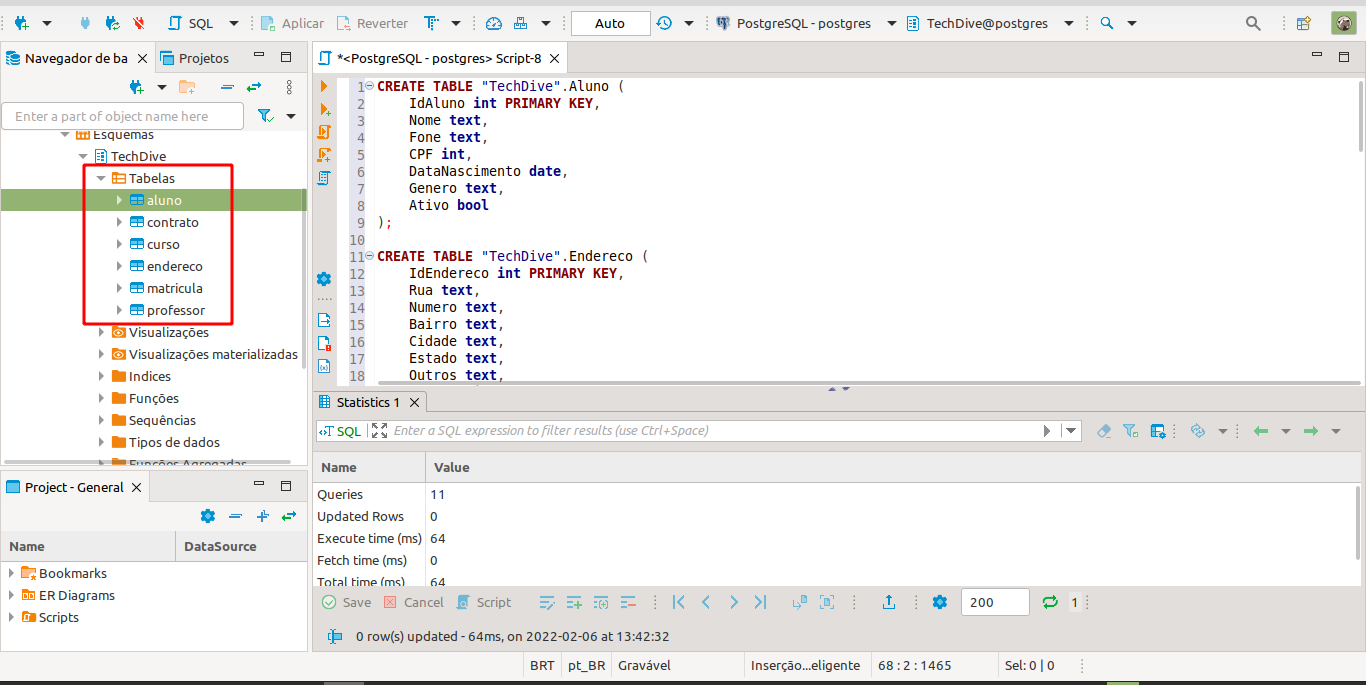 SQL Aplicar Reverter Auto PostgreSQL - postgres TechDive@postgres
Navegador de ba Projetos
Enter a part of object name here
Esquemas
TechDive
Tabelas
aluno
contrato
curso
endereco
matricula
professor
Visualizações
Visualizações materializadas
Indices
Funções
Sequências
Tipos de dados
Funções Agregadas
Project - General
Name DataSource
Bookmarks
ER Diagrams
Scripts
*<PostgreSQL - postgres> Script-8
1 CREATE TABLE "TechDive".Aluno (
2 IdAluno int PRIMARY KEY,
3 Nome text,
4 Fone text,
5 CPF int,
6 DataNascimento date,
7 Genero text,
8 Ativo bool
9 );
10
11 CREATE TABLE "TechDive".Endereco (
12 IdEndereco int PRIMARY KEY,
13 Rua text,
14 Numero text,
15 Bairro text,
16 Cidade text,
17 Estado text,
18 Outros text,
Statistics 1
SQL Enter a SQL expression to filter results (use Ctrl+Space)
Name Value
Queries 11
Updated Rows 0
Execute time (ms) 64
Fetch time (ms) 0
Total time (ms) 64
Save Cancel Script 200 1
0 row(s) updated - 64ms, on 2022-02-06 at 13:42:32
BRT pt_BR Gravável Inserção...eligente 68 : 2 : 1465 Sel: 0 | 0